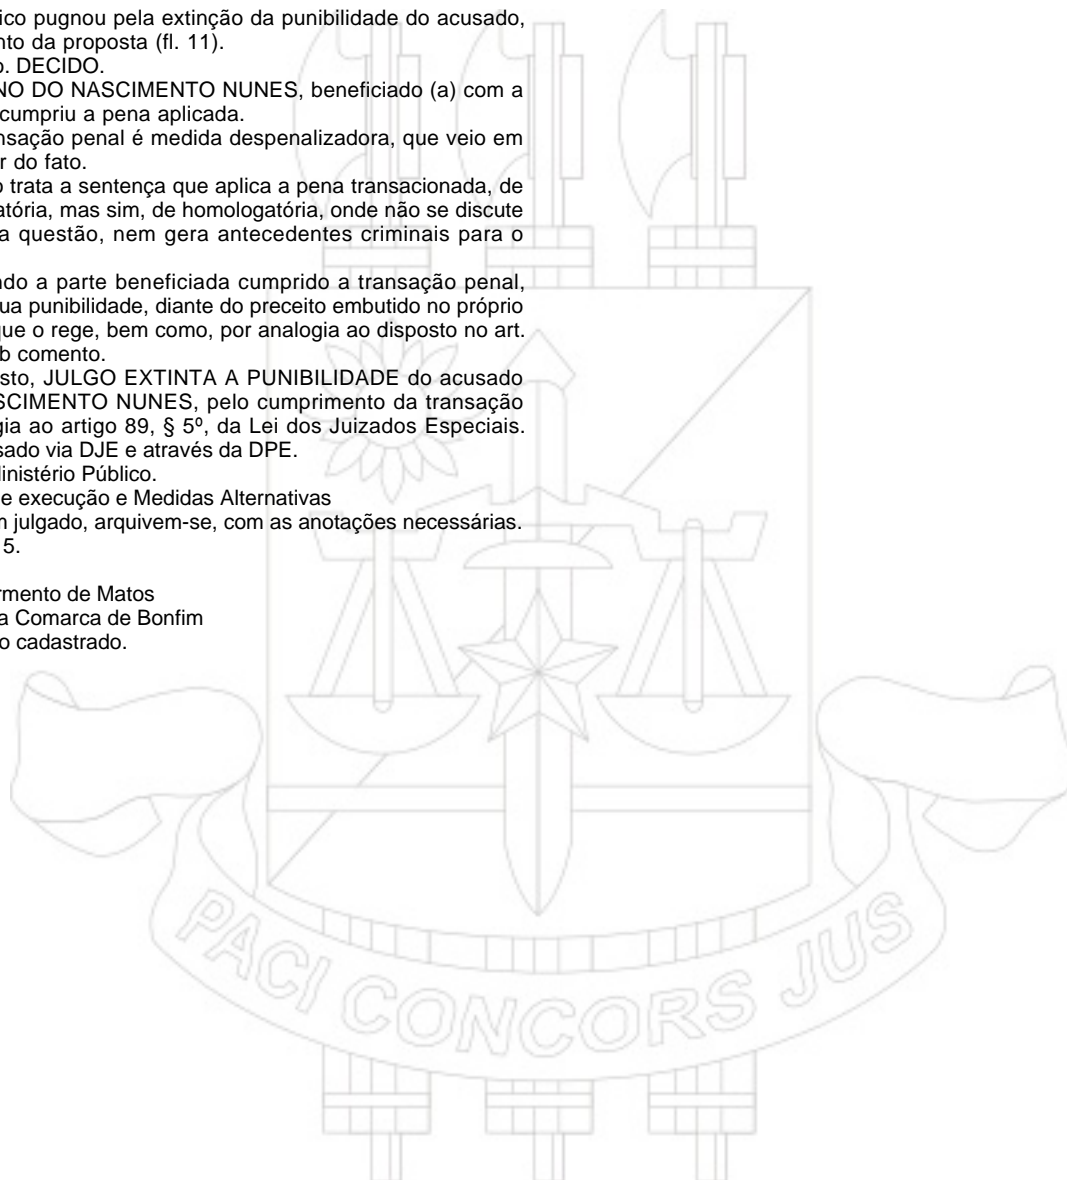 ico pugnou pela extinção da punibilidade do acusado,
nto da proposta (fl. 11).
o. DECIDO.
NO DO NASCIMENTO NUNES, beneficiado (a) com a
cumpriu a pena aplicada.
nsação penal é medida despenalizadora, que veio em
r do fato.
o trata a sentença que aplica a pena transacionada, de
atória, mas sim, de homologatória, onde não se discute
a questão, nem gera antecedentes criminais para o
ndo a parte beneficiada cumprido a transação penal,
ua punibilidade, diante do preceito embutido no próprio
que o rege, bem como, por analogia ao disposto no art.
b comento.
sto, JULGO EXTINTA A PUNIBILIDADE do acusado
SCIMENTO NUNES, pelo cumprimento da transação
gia ao artigo 89, § 5º, da Lei dos Juizados Especiais.
sado via DJE e através da DPE.
Ministério Público.
e execução e Medidas Alternativas
m julgado, arquivem-se, com as anotações necessárias.
5.
rmento de Matos
a Comarca de Bonfim
o cadastrado.
PACI CONCORS JUS